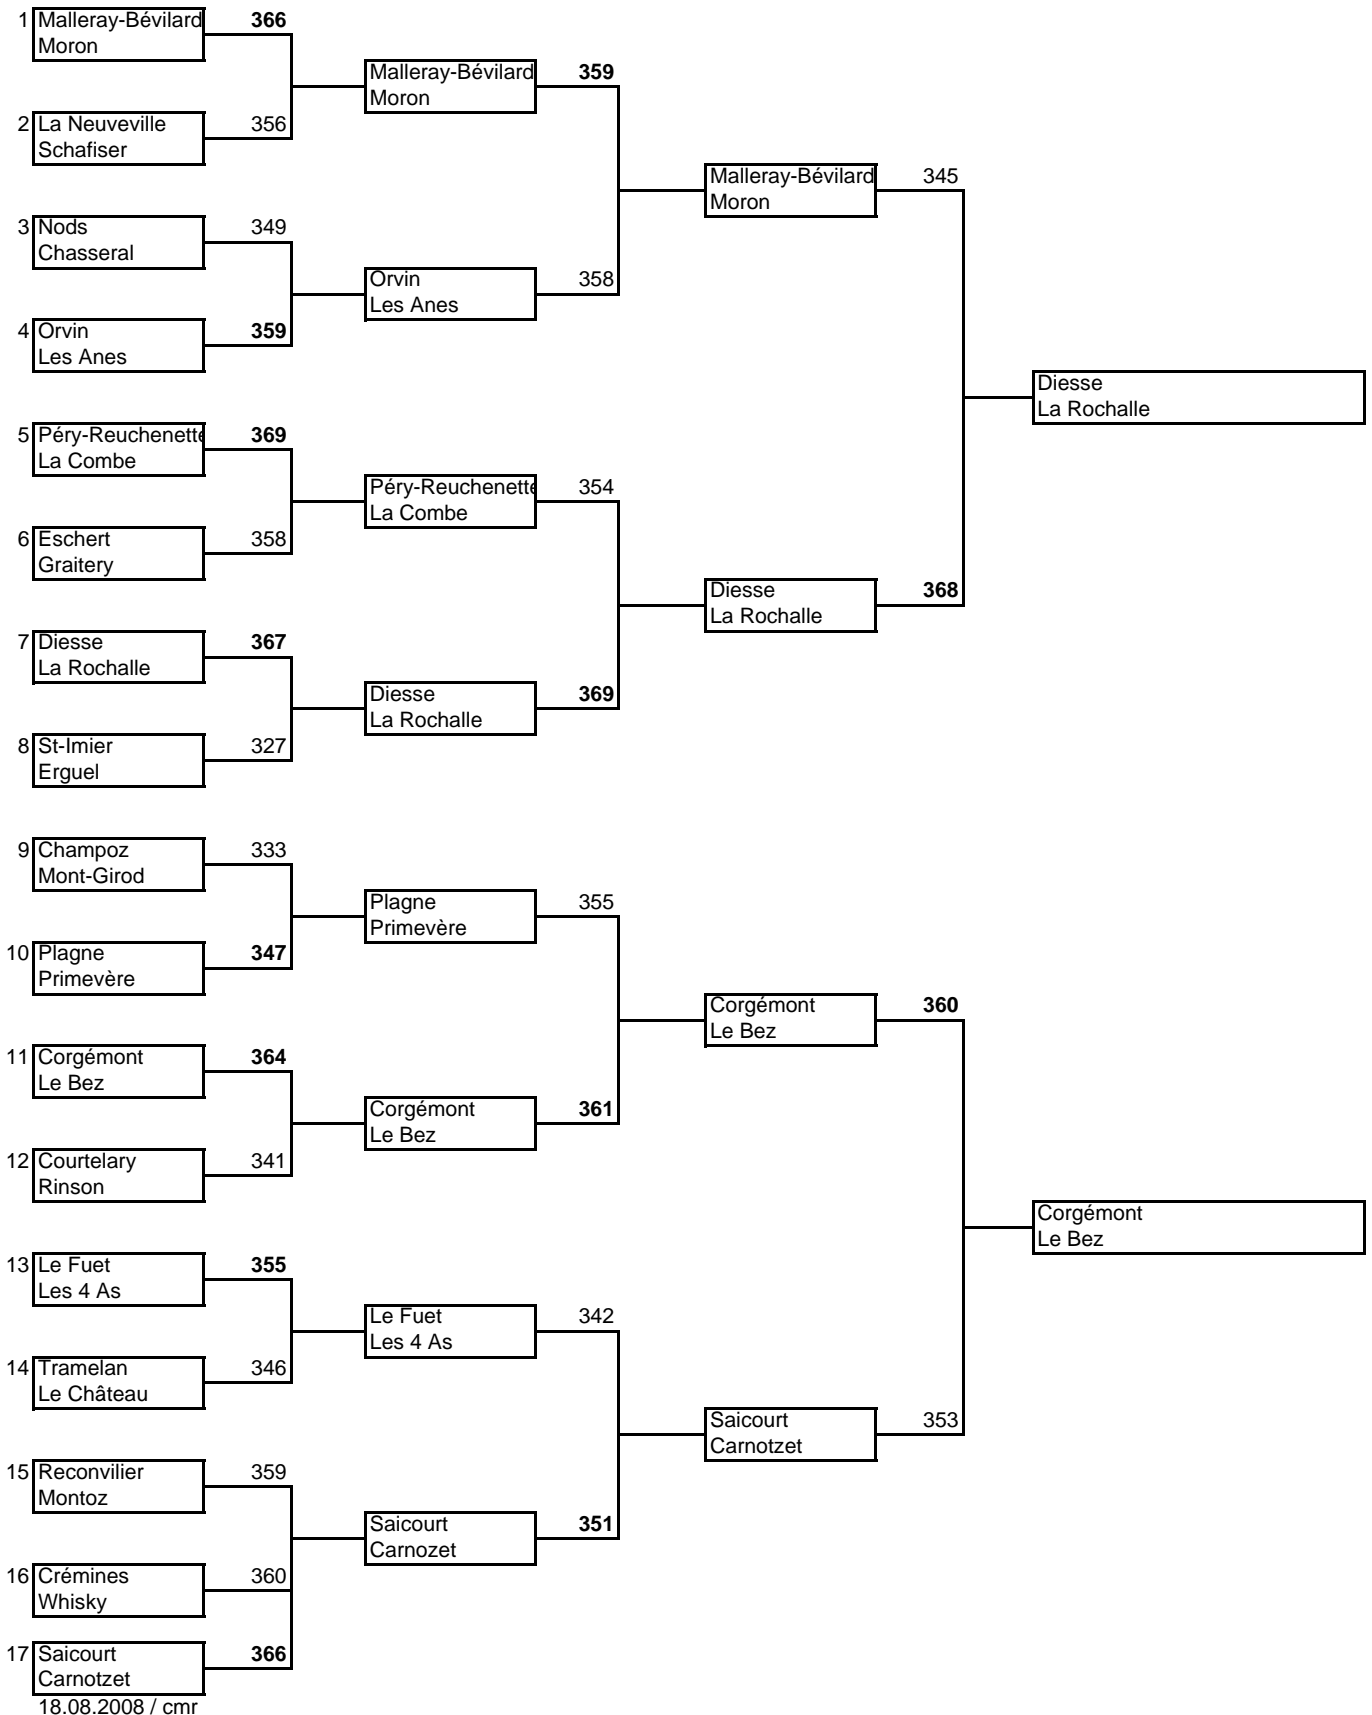 1 Malleray-Bévilard 366
Moron
2 La Neuveville 356
Schafiser
3 Nods 349
Chasseral
4 Orvin 359
Les Anes
5 Péry-Reuchenette 369
La Combe
6 Eschert 358
Graitery
7 Diesse 367
La Rochalle
8 St-Imier 327
Erguel
9 Champoz 333
Mont-Girod
10 Plagne 347
Primevère
11 Corgémont 364
Le Bez
12 Courtelary 341
Rinson
13 Le Fuet 355
Les 4 As
14 Tramelan 346
Le Château
15 Reconvilier 359
Montoz
16 Crémines 360
Whisky
17 Saicourt 366
Carnotzet
18.08.2008 / cmr
Malleray-Bévilard 359
Moron
Orvin 358
Les Anes
Péry-Reuchenette 354
La Combe
Diesse 369
La Rochalle
Plagne 355
Primevère
Corgémont 361
Le Bez
Le Fuet 342
Les 4 As
Saicourt 351
Carnozet
Malleray-Bévilard 345
Moron
Diesse 368
La Rochalle
Corgémont 360
Le Bez
Saicourt 353
Carnotzet
Diesse
La Rochalle
Corgémont
Le Bez